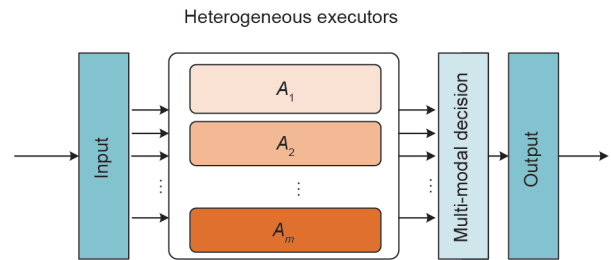 Heterogeneous executors
Input
A1
A2
⋮
Am
⋮
⋮
Multi-modal decision
Output